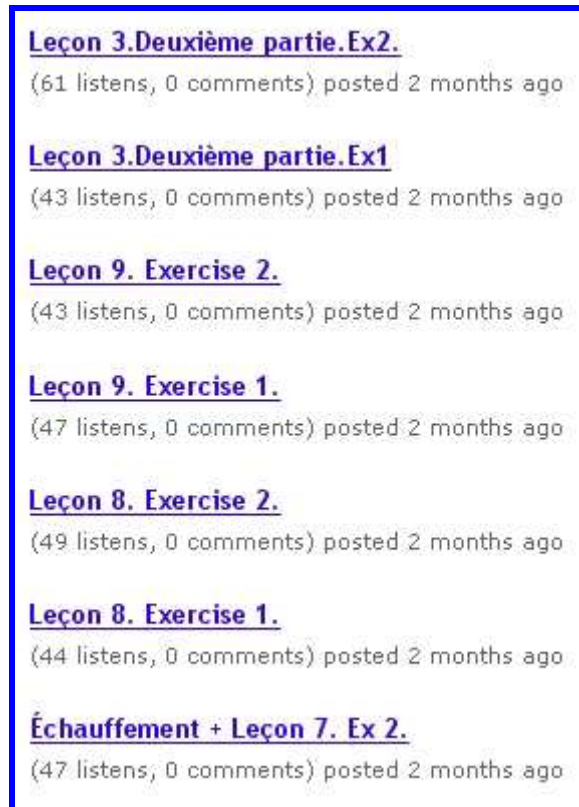 Leçon 3.Deuxième partie.Ex2.
(61 listens, 0 comments) posted 2 months ago
Leçon 3.Deuxième partie.Ex1
(43 listens, 0 comments) posted 2 months ago
Leçon 9. Exercise 2.
(43 listens, 0 comments) posted 2 months ago
Leçon 9. Exercise 1.
(47 listens, 0 comments) posted 2 months ago
Leçon 8. Exercise 2.
(49 listens, 0 comments) posted 2 months ago
Leçon 8. Exercise 1.
(44 listens, 0 comments) posted 2 months ago
Échauffement + Leçon 7. Ex 2.
(47 listens, 0 comments) posted 2 months ago